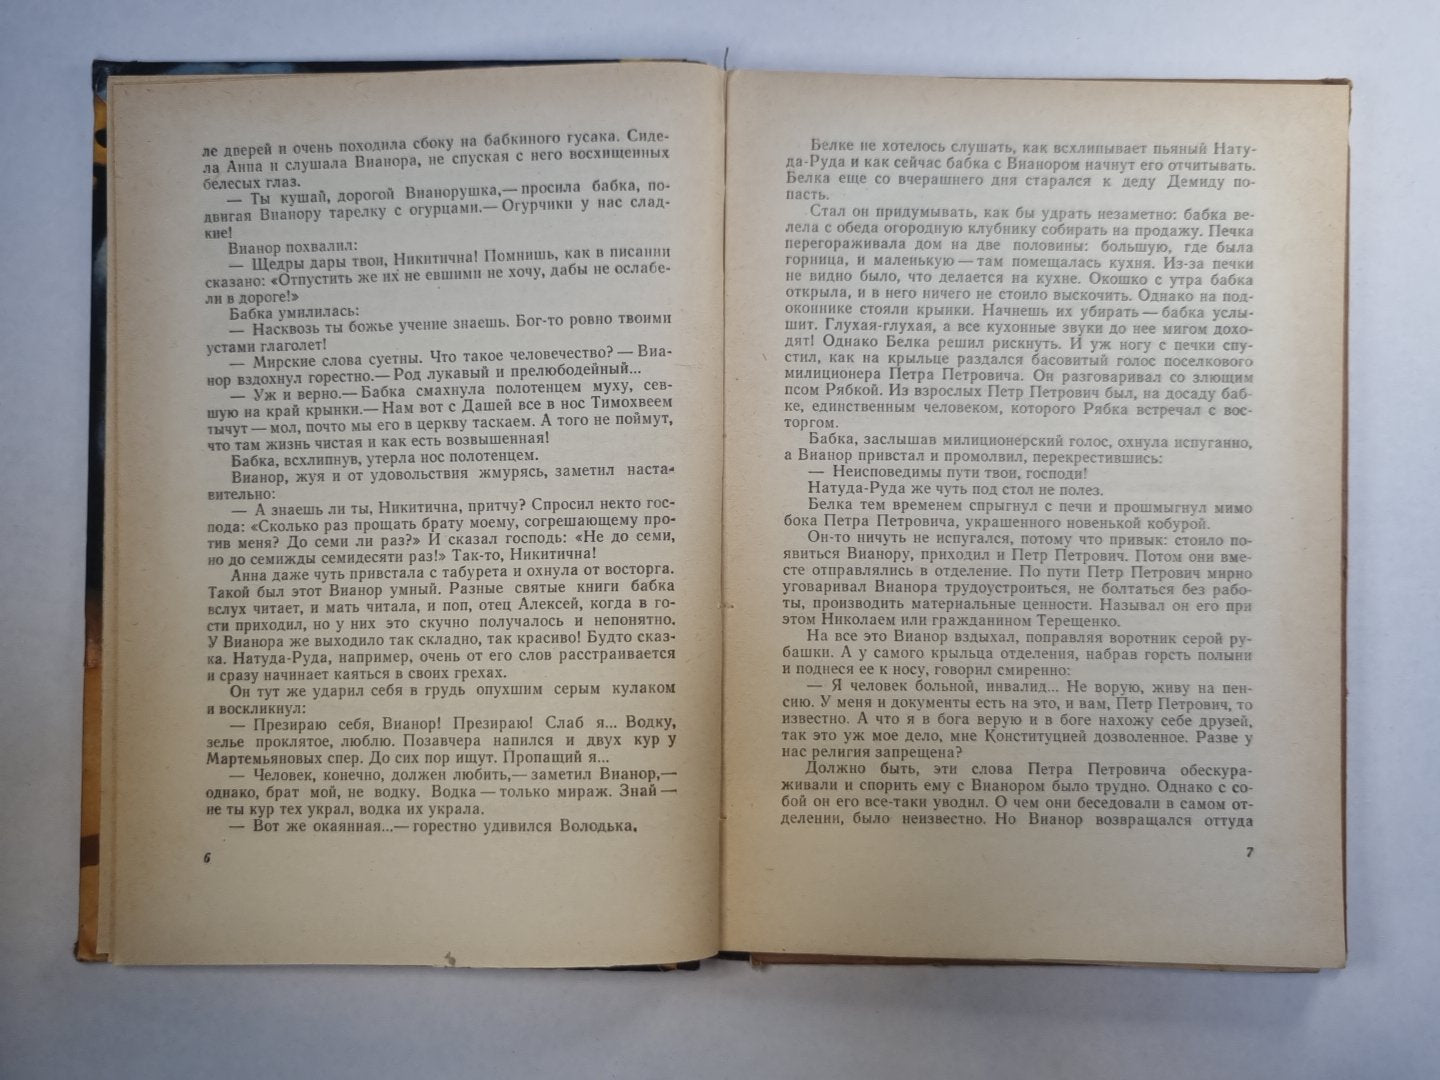 ле дверей и очень походила сбоку на бабкиного гусака. Сиде-
ла Анна и слушала Вианора, не спуская с него восхищенных
белесых глаз.
— Ты кушай, дорогой Вианорушка,— просила бабка, по-
двигая Вианору тарелку с огурцами.— Огурчики у нас слад-
кие!
Вианор похвалил:
— Щедры дары твои, Никитична! Помнишь, как в писании
сказано: «Отпустить же их не евшими не хочу, дабы не ослабе-
ли в дороге!»
Бабка умилилась:
— Насквозь ты божье учение знаешь. Бог-то ровно твоими
устами глаголет!
— Мирские слова суетны. Что такое человечество? — Виа-
нор вздохнул горестно.— Род лукавый и прелюбодейный...
— Уж и верно.— Бабка смахнула полотенцем муху, сев-
шую на край крынки.— Нам вот с Дашей все в нос Тимохвеем
тычут — мол, почто мы его в церкву таскаем. А того не поймут,
что там жизнь чистая и как есть возвышенная!
Бабка, всхлипнув, утерла нос полотенцем.
Вианор, жуя и от удовольствия жмурясь, заметил наста-
вительно:
— А знаешь ли ты, Никитична, притчу? Спросил некто гос-
пода: «Сколько раз прощать брату моему, согрешающему про-
тив меня? До семи ли раз?» И сказал господь: «Не до семи,
но до семижды семидесяти раз!» Так-то, Никитична!
Анна даже чуть привстала с табурета и охнула от восторга.
Такой был этот Вианор умный. Разные святые книги бабка
вслух читает, и мать читала, и поп, отец Алексей, когда в го-
сти приходил, но у них это скучно получалось и непонятно.
У Вианора же выходило так складно, так красиво! Будто сказ-
ка. Натуда-Руда, например, очень от его слов расстраивается
и сразу начинает каяться в своих грехах.
Он тут же ударил себя в грудь опухшим серым кулаком
и воскликнул:
— Презираю себя, Вианор! Презираю! Слаб я... Водку,
зелье проклятое, люблю. Позавчера напился и двух кур у
Мартемьяновых спер. До сих пор ищут. Пропащий я...
— Человек, конечно, должен любить,— заметил Вианор,—
однако, брат мой, не водку. Водка — только мираж. Знай —
не ты кур тех украл, водка их украла.
— Вот же окаянная...— горестно удивился Володька.
6
Белке не хотелось слушать, как всхлипывает пьяный Нату-
да-Руда и как сейчас бабка с Вианором начнут его отчитывать.
Белка еще со вчерашнего дня старался к деду Демиду по-
пасть.
Стал он придумывать, как бы удрать незаметно: бабка ве-
лела с обеда огородную клубнику собирать на продажу. Печка
перегораживала дом на две половины: большую, где была
горница, и маленькую — там помещалась кухня. Из-за печки
не видно было, что делается на кухне. Окошко с утра бабка
открыла, и в него ничего не стоило выскочить. Однако на под-
оконнике стояли крынки. Начнешь их убирать — бабка услы-
шит. Глухая-глухая, а все кухонные звуки до нее мигом дохо-
дят! Однако Белка решил рискнуть. И уж ногу с печки спу-
стил, как на крыльце раздался басовитый голос поселкового
милиционера Петра Петровича. Он разговаривал со злющим
псом Рябкой. Из взрослых Петр Петрович был, на досаду баб-
ке, единственным человеком, которого Рябка встречал с вос-
торгом.
Бабка, заслышав милиционерский голос, охнула испуганно,
а Вианор привстал и промолвил, перекрестившись:
— Неисповедимы пути твои, господи!
Натуда-Руда же чуть под стол не полез.
Белка тем временем спрыгнул с печи и прошмыгнул мимо
бока Петра Петровича, украшенного новенькой кобурой.
Он-то ничуть не испугался, потому что привык: стоило по-
явиться Вианору, приходил и Петр Петрович. Потом они вме-
сте отправлялись в отделение. По пути Петр Петрович мирно
уговаривал Вианора трудоустроиться, не болтаться без рабо-
ты, производить материальные ценности. Называл он его при
этом Николаем или гражданином Терещенко.
На все это Вианор вздыхал, поправляя воротник серой ру-
башки. А у самого крыльца отделения, набрав горсть полыни
и поднеся ее к носу, говорил смиренно:
— Я человек больной, инвалид... Не ворую, живу на пен-
сию. У меня и документы есть на это, и вам, Петр Петрович, то
известно. А что я в бога верую и в боге нахожу себе друзей,
так это уж мое дело, мне Конституцией дозволенное. Разве у
нас религия запрещена?
Должно быть, эти слова Петра Петровича обескура-
живали и спорить ему с Вианором было трудно. Однако с со-
бой он его все-таки уводил. О чем они беседовали в самом от-
делении, было неизвестно. Но Вианор возвращался оттуда
7